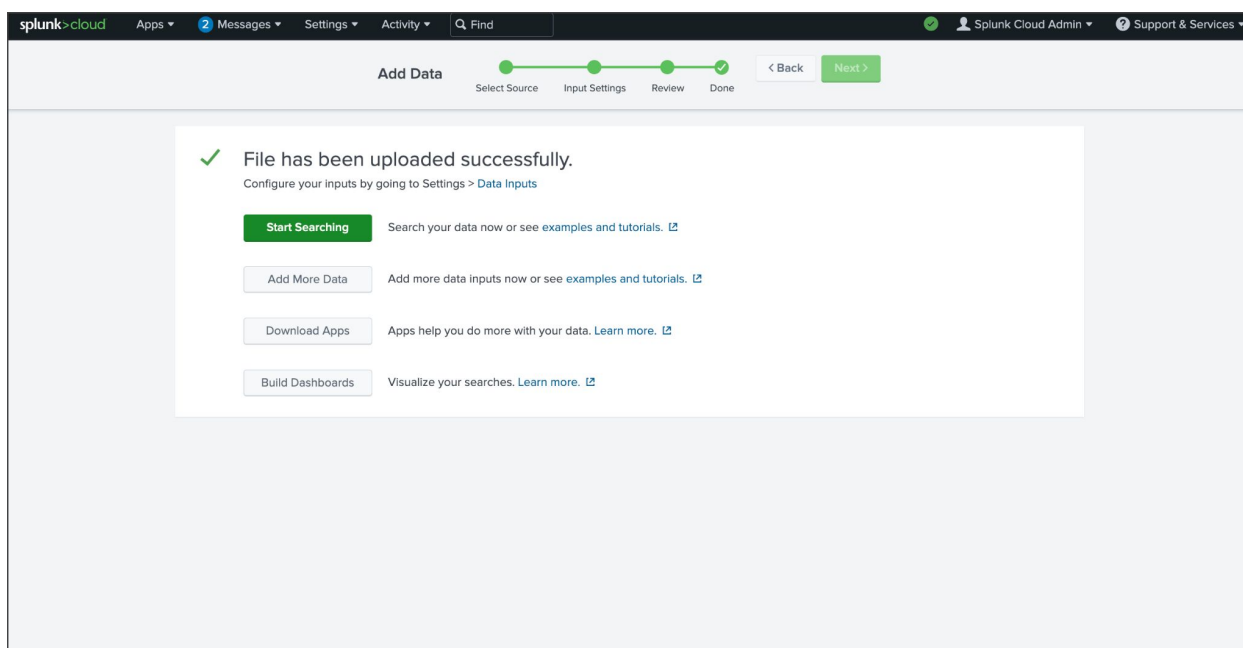 splunk>cloud Apps 2 Messages Settings Activity Find Splunk Cloud Admin Support & Services
Add Data
Select Source Input Settings Review Done
< Back Next >
File has been uploaded successfully.
Configure your inputs by going to Settings > Data Inputs
Start Searching Search your data now or see examples and tutorials.
Add More Data Add more data inputs now or see examples and tutorials.
Download Apps Apps help you do more with your data. Learn more.
Build Dashboards Visualize your searches. Learn more.